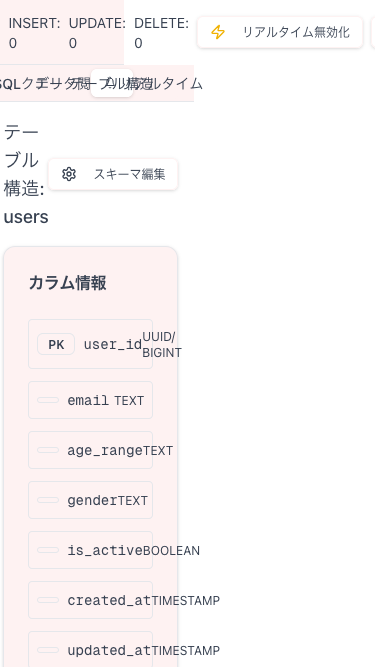 INSERT: UPDATE: DELETE:
0 0 0
リアルタイム無効化
SQLクエリ
テーブル構造
リアルタイム
テー
ブル
構造:
users
スキーマ編集
カラム情報
PK user_id UUID/
BIGINT
email TEXT
age_range TEXT
gender TEXT
is_active BOOLEAN
created_at TIMESTAMP
updated_at TIMESTAMP